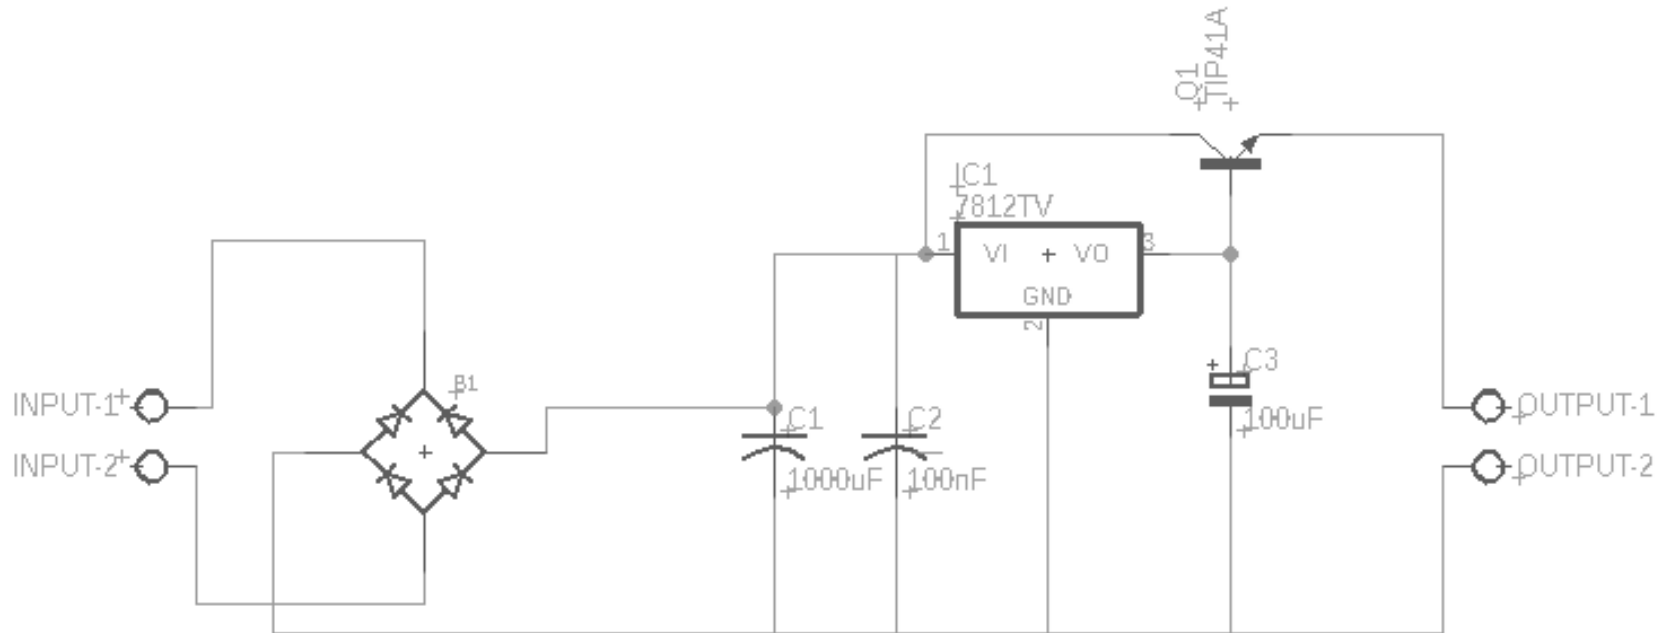 Q1
TIP41A
IC1
7812TV
1
VI
VO
3
GND
2
B1
INPUT-1
INPUT-2
C1
1000uF
C2
100nF
C3
100uF
OUTPUT-1
OUTPUT-2